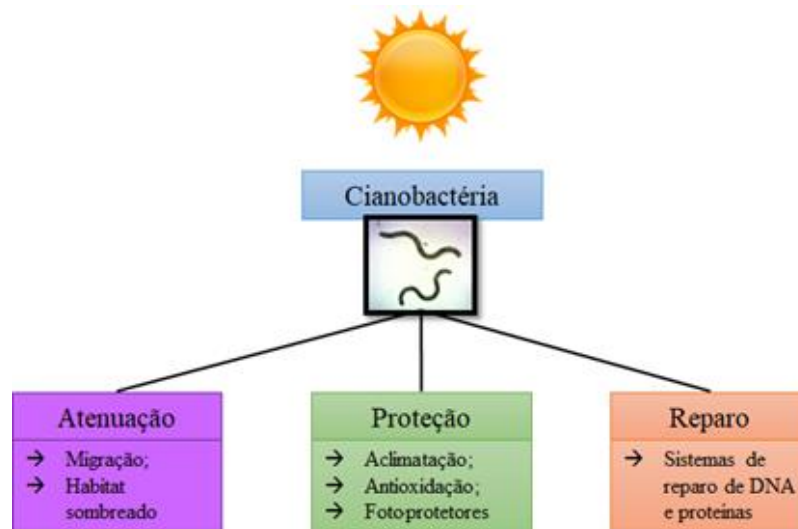 Cianobactéria
Atenuação
→ Migração;
→ Habitat
sombreado
Proteção
→ Aclimatação;
→ Antioxidação;
→ Fotoprotetores
Reparo
→ Sistemas de
reparo de DNA
e proteínas